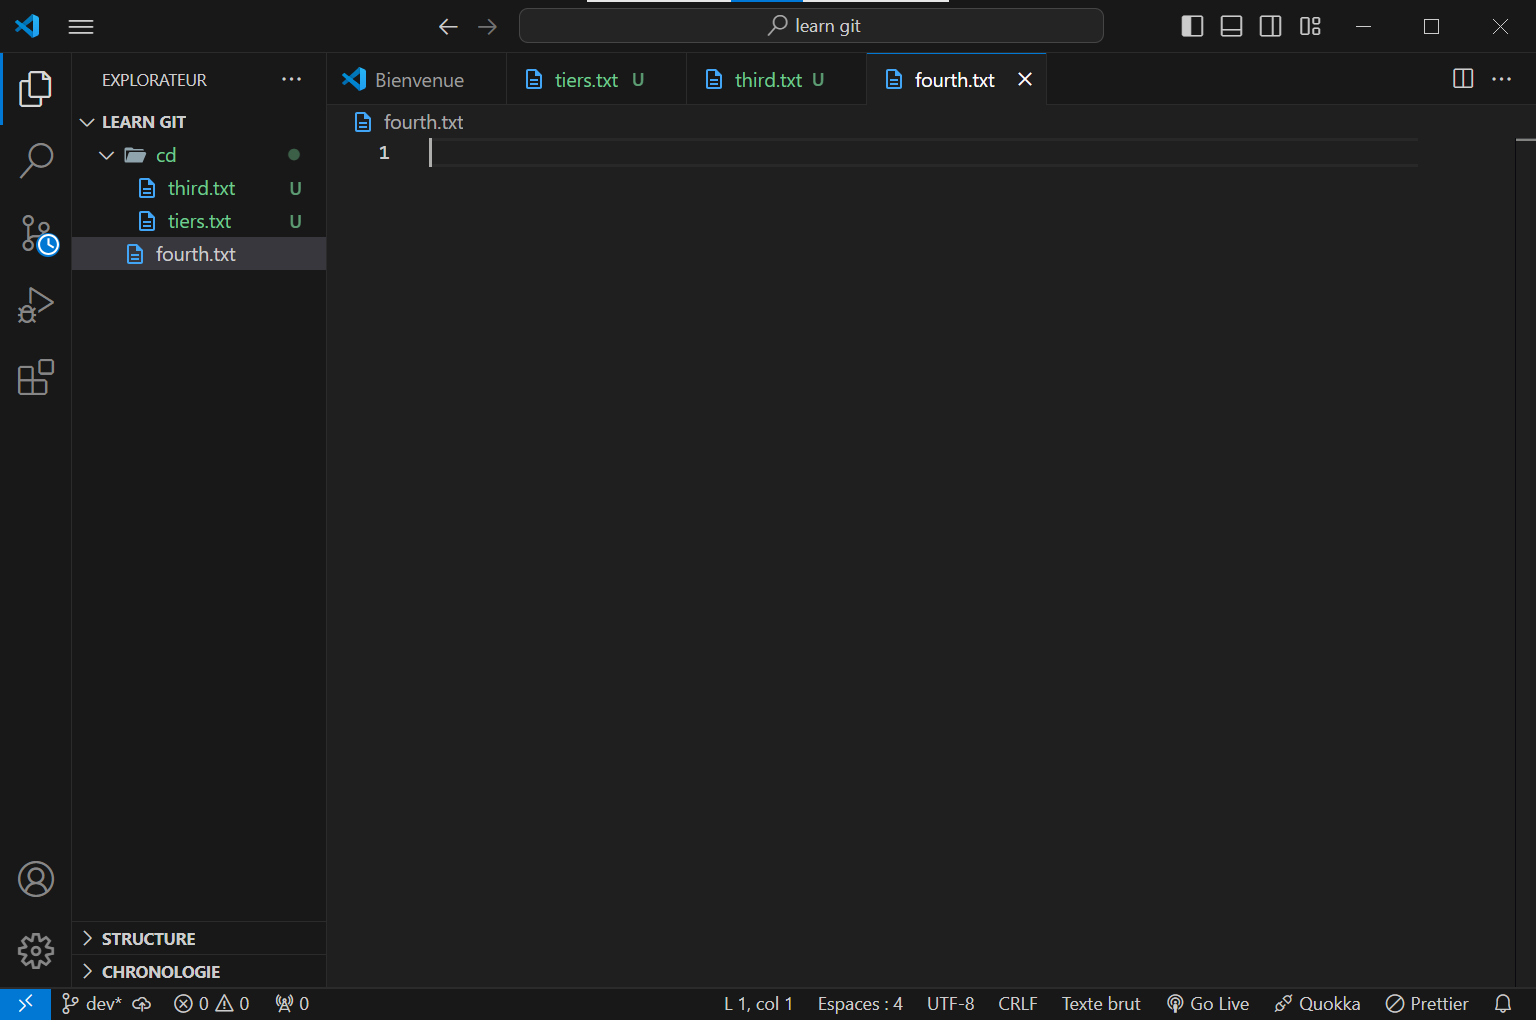 learn git
EXPLORATEUR
Bienvenue
tiers.txt U
third.txt U
fourth.txt
LEARN GIT
fourth.txt
cd
1
third.txt U
tiers.txt U
fourth.txt
STRUCTURE
CHRONOLOGIE
dev* 0 0 0 L 1, col 1 Espaces : 4 UTF-8 CRLF Texte brut Go Live Quokka Prettier